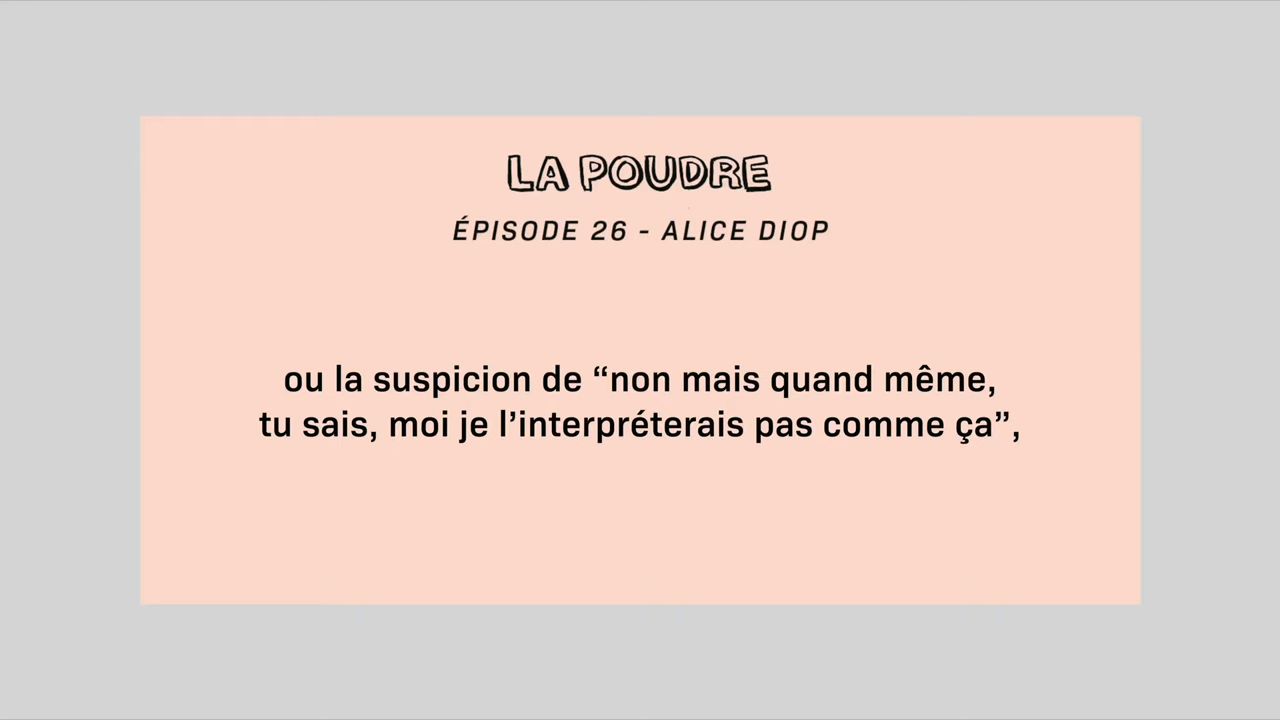 LA POUDRE
ÉPISODE 26 - ALICE DIOP
ou la suspicion de “non mais quand même,
tu sais, moi je l’interpréterais pas comme ça”,